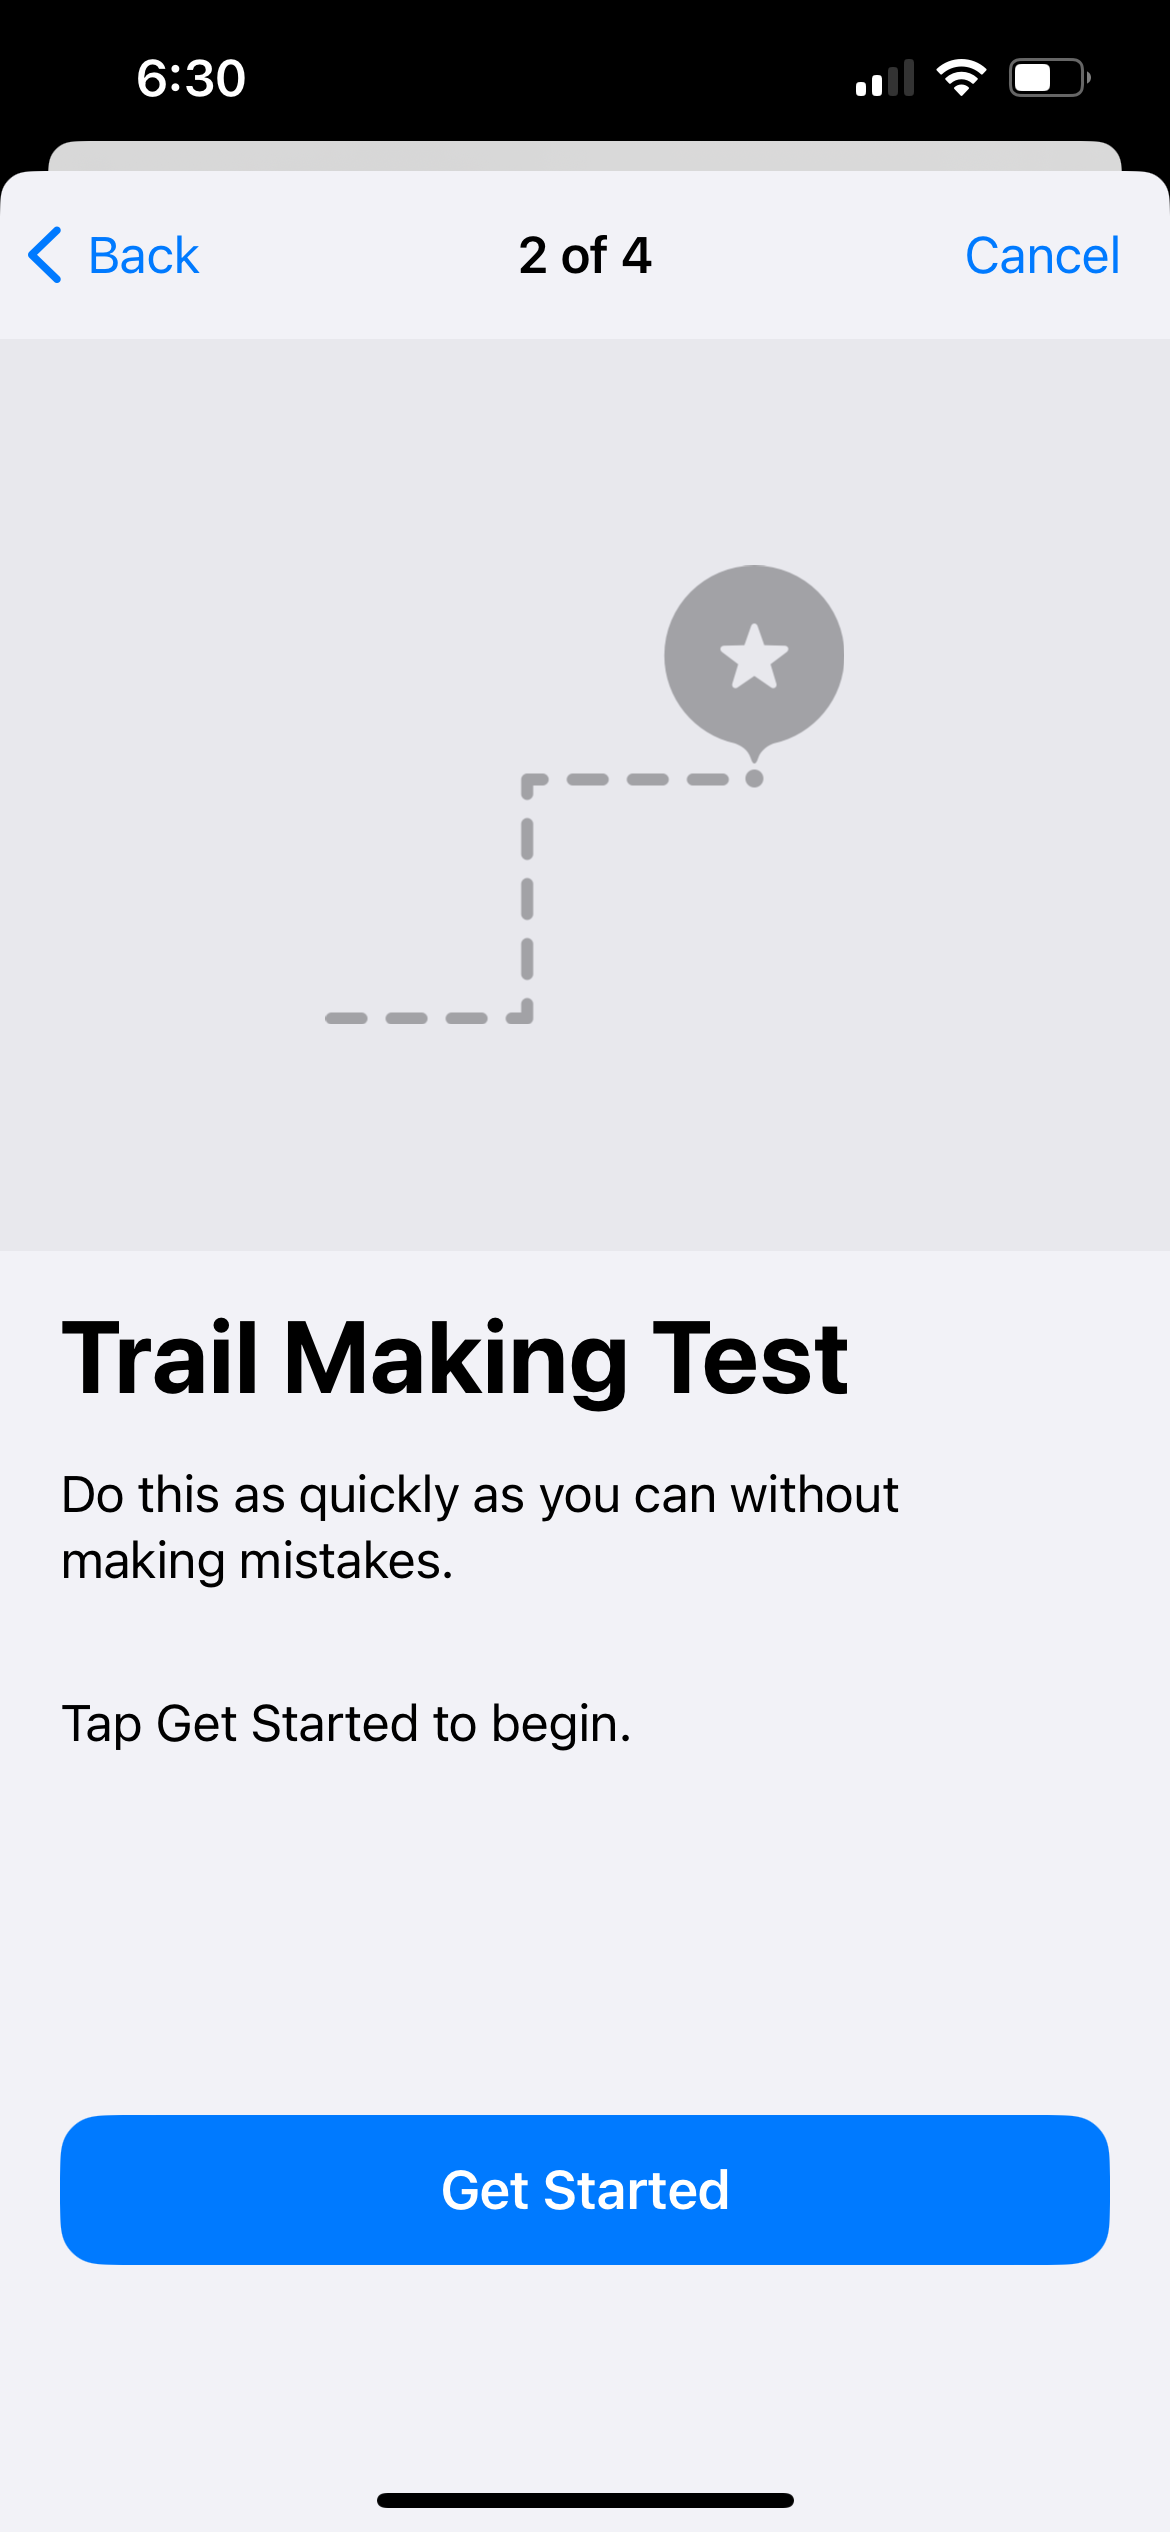 6:30
Back
2 of 4
Cancel
Trail Making Test
Do this as quickly as you can without
making mistakes.
Tap Get Started to begin.
Get Started